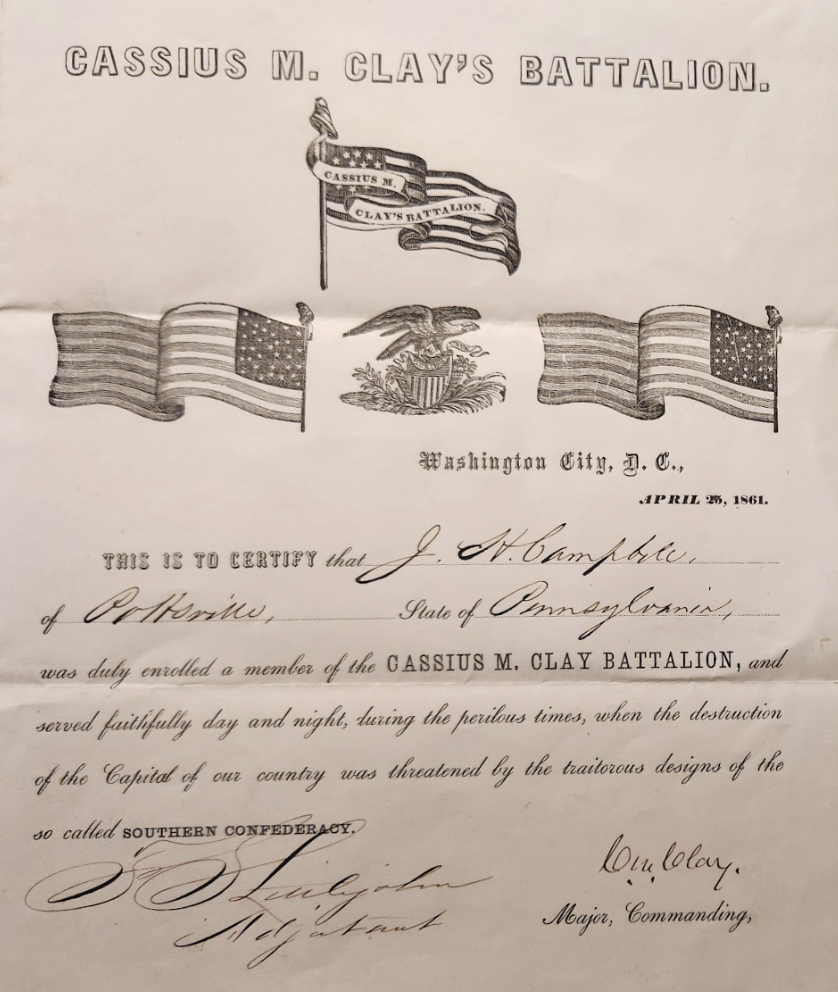 CASSIUS M. CLAY'S BATTALION.
CASSIUS M.
CLAY'S BATTALION.
Washington City, D. C.,
APRIL 25, 1861.
THIS IS TO CERTIFY that J. H. Campbell,
of Pottsville, State of Pennsylvania,
was duly enrolled a member of the CASSIUS M. CLAY BATTALION, and
served faithfully day and night, during the perilous times, when the destruction
of the Capital of our country was threatened by the traitorous designs of the
so called SOUTHERN CONFEDERACY.
Littlejohn
C. M. Clay.
Adjutant
Major, Commanding,